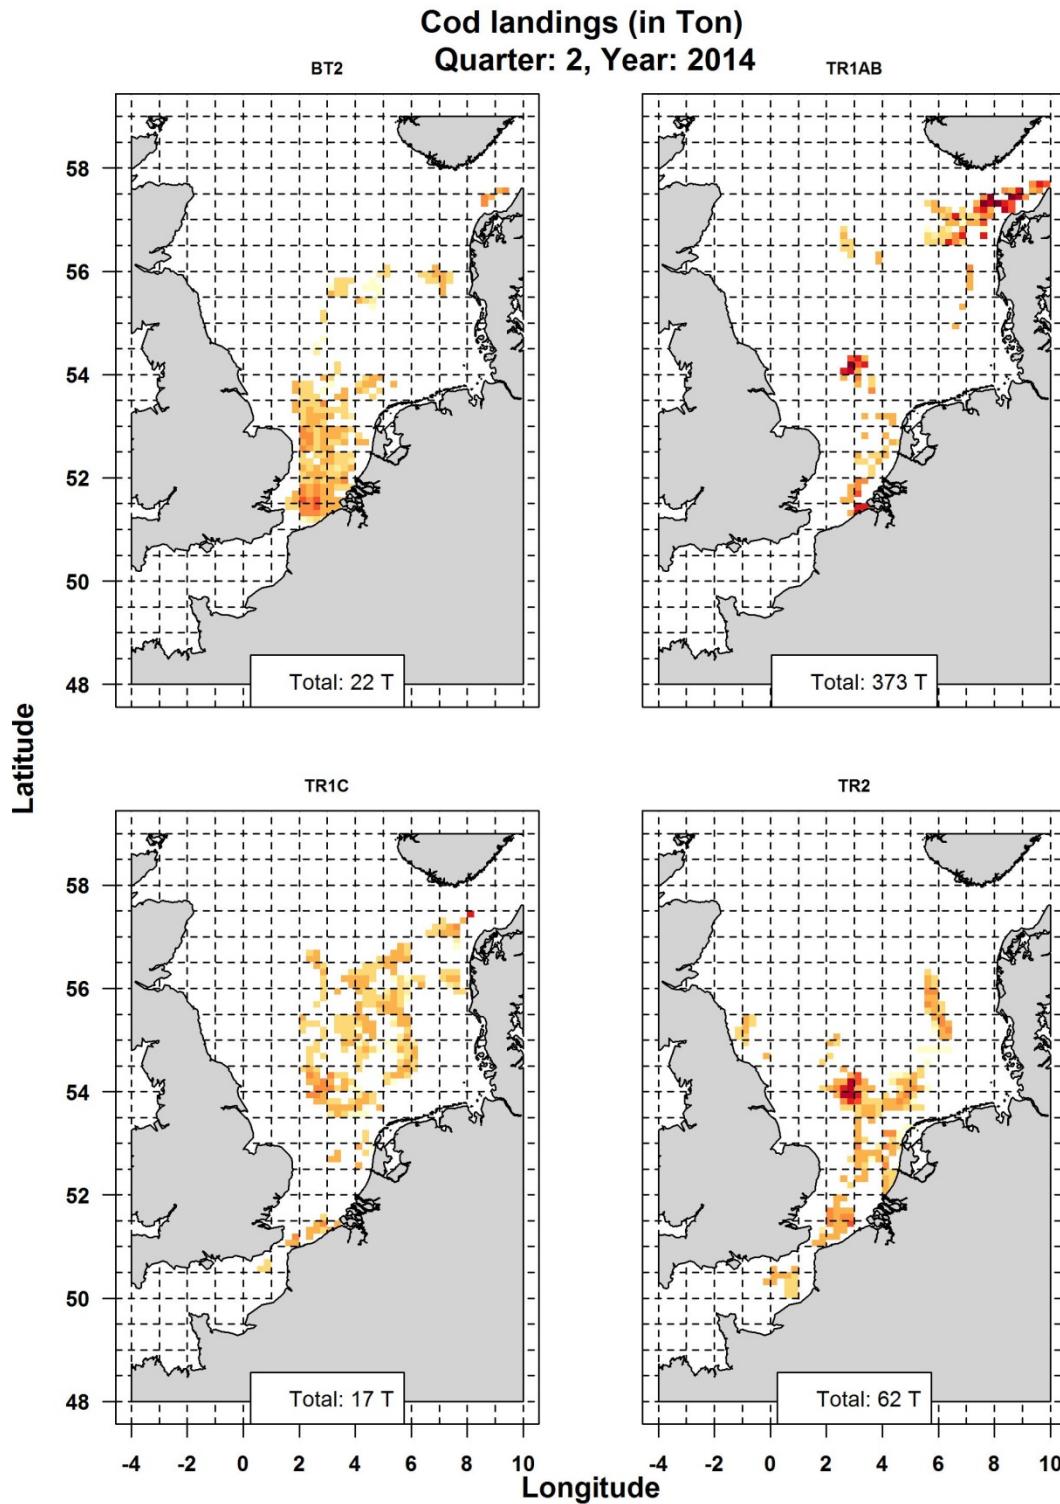 Cod landings (in Ton)
Quarter: 2, Year: 2014
BT2
TR1AB
58
56
54
52
50
48
Total: 22 T
Total: 373 T
Latitude
TR1C
TR2
58
56
54
52
50
48
Total: 17 T
Total: 62 T
-4 -2 0 2 4 6 8 10
-4 -2 0 2 4 6 8 10
Longitude